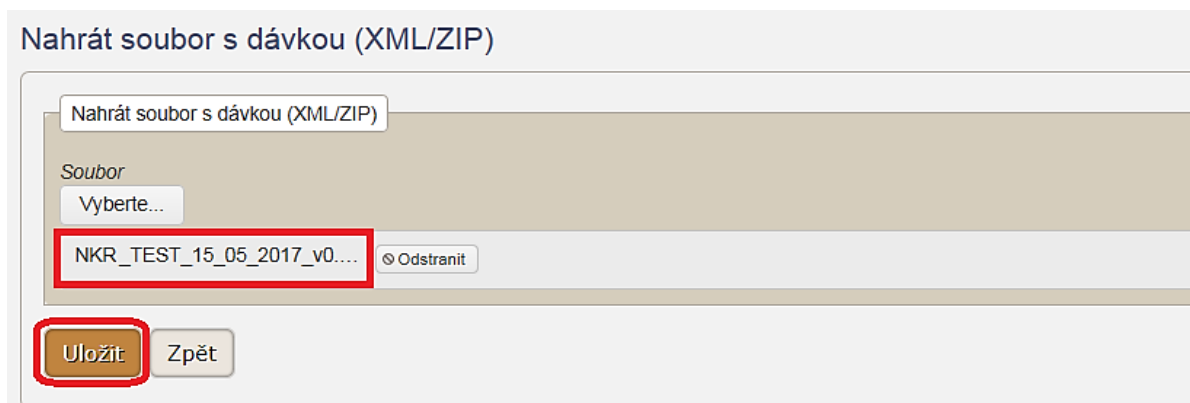 Nahrát soubor s dávkou (XML/ZIP)
Nahrát soubor s dávkou (XML/ZIP)
Soubor
Vyberte...
NKR_TEST_15_05_2017_v0.... Odstranit
Uložit Zpět